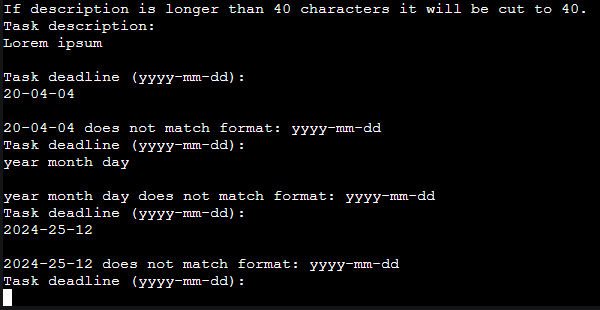 If description is longer than 40 characters it will be cut to 40.
Task description:
Lorem ipsum
Task deadline (yyyy-mm-dd):
20-04-04
20-04-04 does not match format: yyyy-mm-dd
Task deadline (yyyy-mm-dd):
year month day
year month day does not match format: yyyy-mm-dd
Task deadline (yyyy-mm-dd):
2024-25-12
2024-25-12 does not match format: yyyy-mm-dd
Task deadline (yyyy-mm-dd):